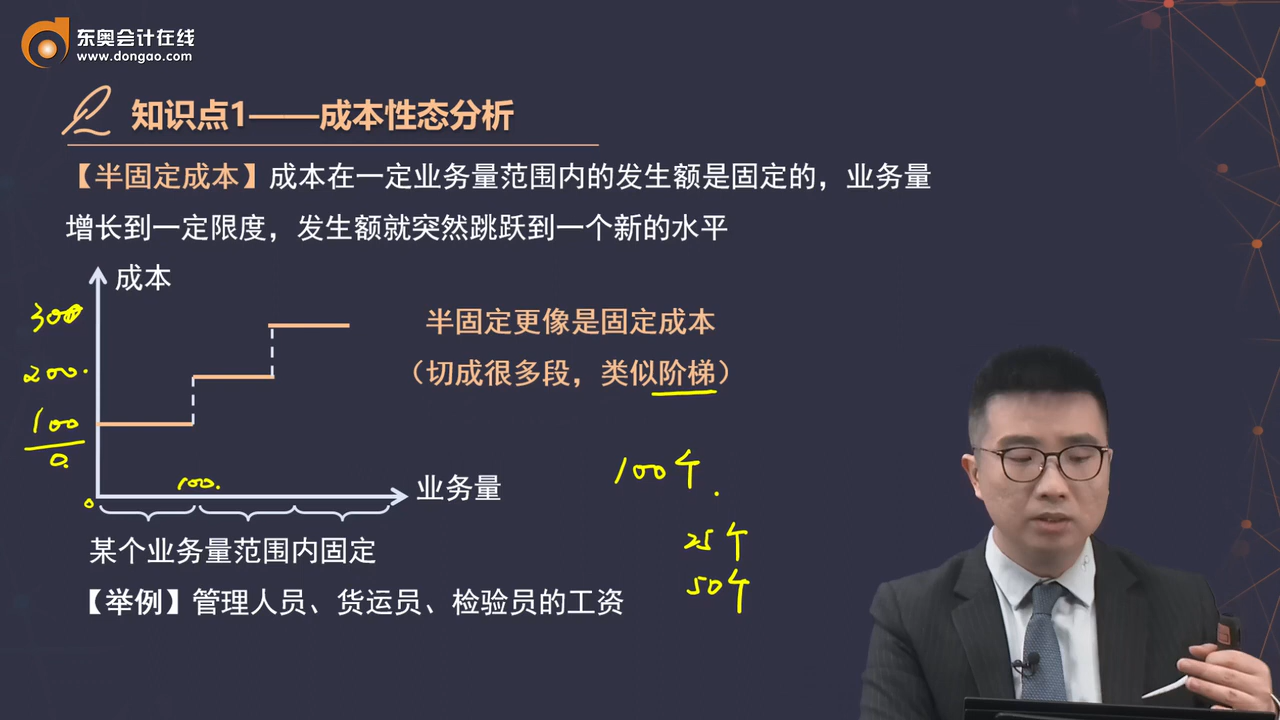 东奥会计在线
www.dongao.com
知识点1——成本性态分析
【半固定成本】成本在一定业务量范围内的发生额是固定的，业务量
增长到一定限度，发生额就突然跳跃到一个新的水平
成本
300
200.
100
0.
半固定更像是固定成本
（切成很多段，类似阶梯）
0
100.
业务量
100个.
25个
50个
某个业务量范围内固定
【举例】管理人员、货运员、检验员的工资